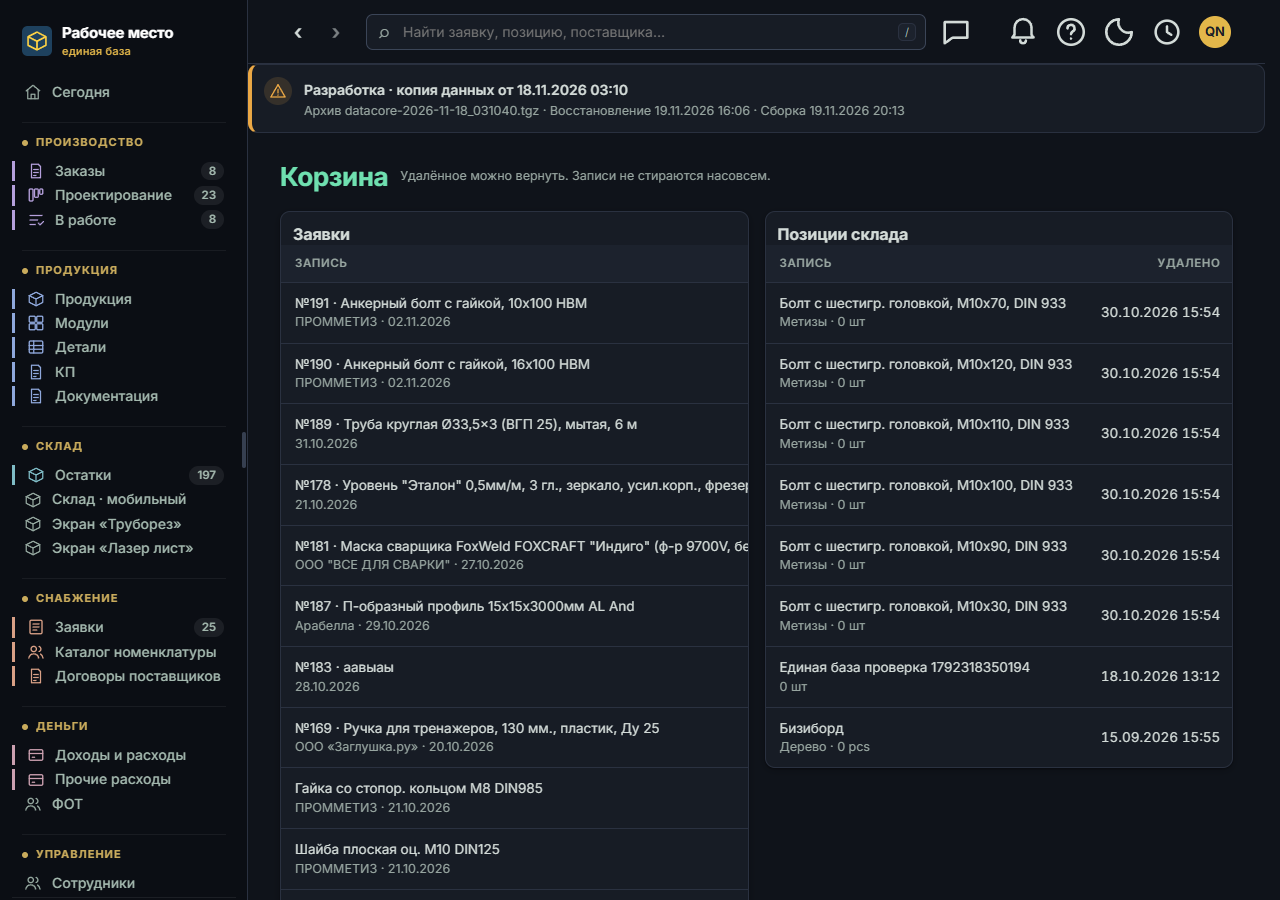 Рабочее место
единая база
Сегодня
ПРОИЗВОДСТВО
Заказы 8
Проектирование 23
В работе 8
ПРОДУКЦИЯ
Продукция
Модули
Детали
КП
Документация
СКЛАД
Остатки 197
Склад · мобильный
Экран «Труборез»
Экран «Лазер лист»
СНАБЖЕНИЕ
Заявки 25
Каталог номенклатуры
Договоры поставщиков
ДЕНЬГИ
Доходы и расходы
Прочие расходы
ФОТ
УПРАВЛЕНИЕ
Сотрудники
Найти заявку, позицию, поставщика... /
QN
Разработка · копия данных от 18.11.2026 03:10
Архив datacore-2026-11-18_031040.tgz · Восстановление 19.11.2026 16:06 · Сборка 19.11.2026 20:13
Корзина Удалённое можно вернуть. Записи не стираются насовсем.
Заявки
ЗАПИСЬ
№191 · Анкерный болт с гайкой, 10х100 НВМ
ПРОММЕТИЗ · 02.11.2026
№190 · Анкерный болт с гайкой, 16х100 НВМ
ПРОММЕТИЗ · 02.11.2026
№189 · Труба круглая Ø33,5×3 (ВГП 25), мытая, 6 м
31.10.2026
№178 · Уровень "Эталон" 0,5мм/м, 3 гл., зеркало, усил.корп., фрезер
21.10.2026
№181 · Маска сварщика FoxWeld FOXCRAFT "Индиго" (ф-р 9700V, бе
ООО "ВСЕ ДЛЯ СВАРКИ" · 27.10.2026
№187 · П-образный профиль 15х15х3000мм AL And
Арабелла · 29.10.2026
№183 · аавыаы
28.10.2026
№169 · Ручка для тренажеров, 130 мм., пластик, Ду 25
ООО «Заглушка.ру» · 20.10.2026
Гайка со стопор. кольцом М8 DIN985
ПРОММЕТИЗ · 21.10.2026
Шайба плоская оц. М10 DIN125
ПРОММЕТИЗ · 21.10.2026
Позиции склада
ЗАПИСЬ УДАЛЕНО
Болт с шестигр. головкой, М10х70, DIN 933 30.10.2026 15:54
Метизы · 0 шт
Болт с шестигр. головкой, М10х120, DIN 933 30.10.2026 15:54
Метизы · 0 шт
Болт с шестигр. головкой, М10х110, DIN 933 30.10.2026 15:54
Метизы · 0 шт
Болт с шестигр. головкой, М10х100, DIN 933 30.10.2026 15:54
Метизы · 0 шт
Болт с шестигр. головкой, М10х90, DIN 933 30.10.2026 15:54
Метизы · 0 шт
Болт с шестигр. головкой, М10х30, DIN 933 30.10.2026 15:54
Метизы · 0 шт
Единая база проверка 1792318350194 18.10.2026 13:12
0 шт
Бизиборд 15.09.2026 15:55
Дерево · 0 pcs